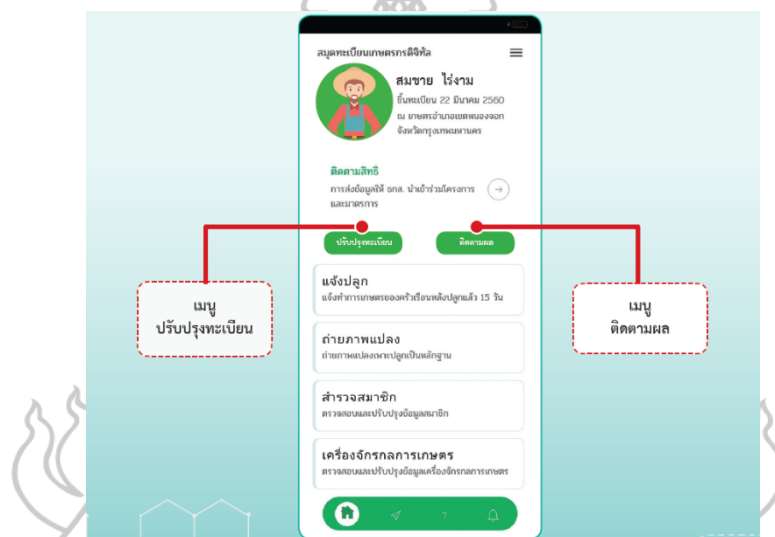 สมุดทะเบียนเกษตรกรดิจิทัล
สมชาย ไร่งาม
ขึ้นทะเบียน 22 มีนาคม 2560
ณ เกษตรอำเภอเขตหนองจอก
จังหวัดกรุงเทพมหานคร
ติดตามสิทธิ
การส่งข้อมูลให้ ธกส. นำเข้าร่วมโครงการ
และมาตรการ
ปรับปรุงทะเบียน
ติดตามผล
เมนู
ปรับปรุงทะเบียน
เมนู
ติดตามผล
แจ้งปลูก
แจ้งทำการเกษตรของครัวเรือนหลังปลูกแล้ว 15 วัน
ถ่ายภาพแปลง
ถ่ายภาพแปลงเพาะปลูกเป็นหลักฐาน
สำรวจสมาชิก
ตรวจสอบและปรับปรุงข้อมูลสมาชิก
เครื่องจักรกลการเกษตร
ตรวจสอบและปรับปรุงข้อมูลเครื่องจักรกลการเกษตร
?